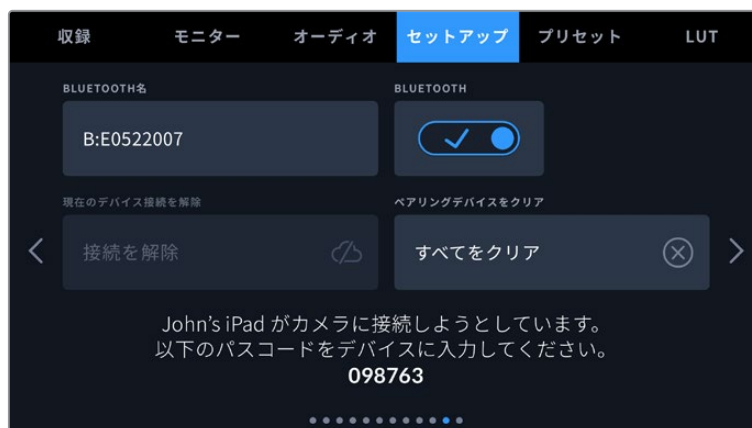 収録 モニター オーディオ セットアップ プリセット LUT
BLUETOOTH名 BLUETOOTH
B:E0522007
現在のデバイス接続を解除 ペアリングデバイスをクリア
接続を解除 すべてをクリア
John's iPad がカメラに接続しようとしています。
以下のパスコードをデバイスに入力してください。
098763